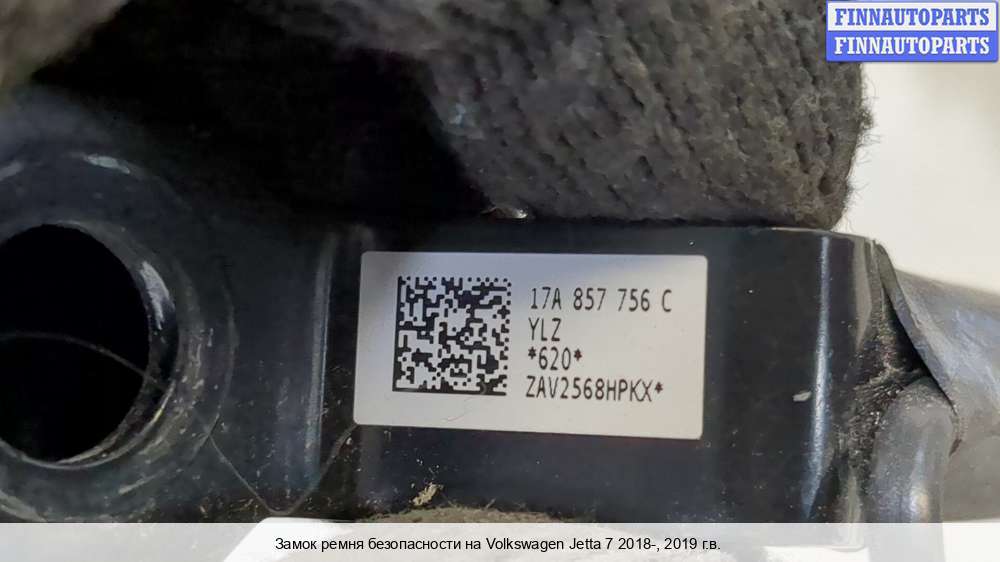 FINNAUTOPARTS
FINNAUTOPARTS
17A 857 756 C
YLZ
*620*
ZAV2568HPKX*
Замок ремня безопасности на Volkswagen Jetta 7 2018-, 2019 г.в.